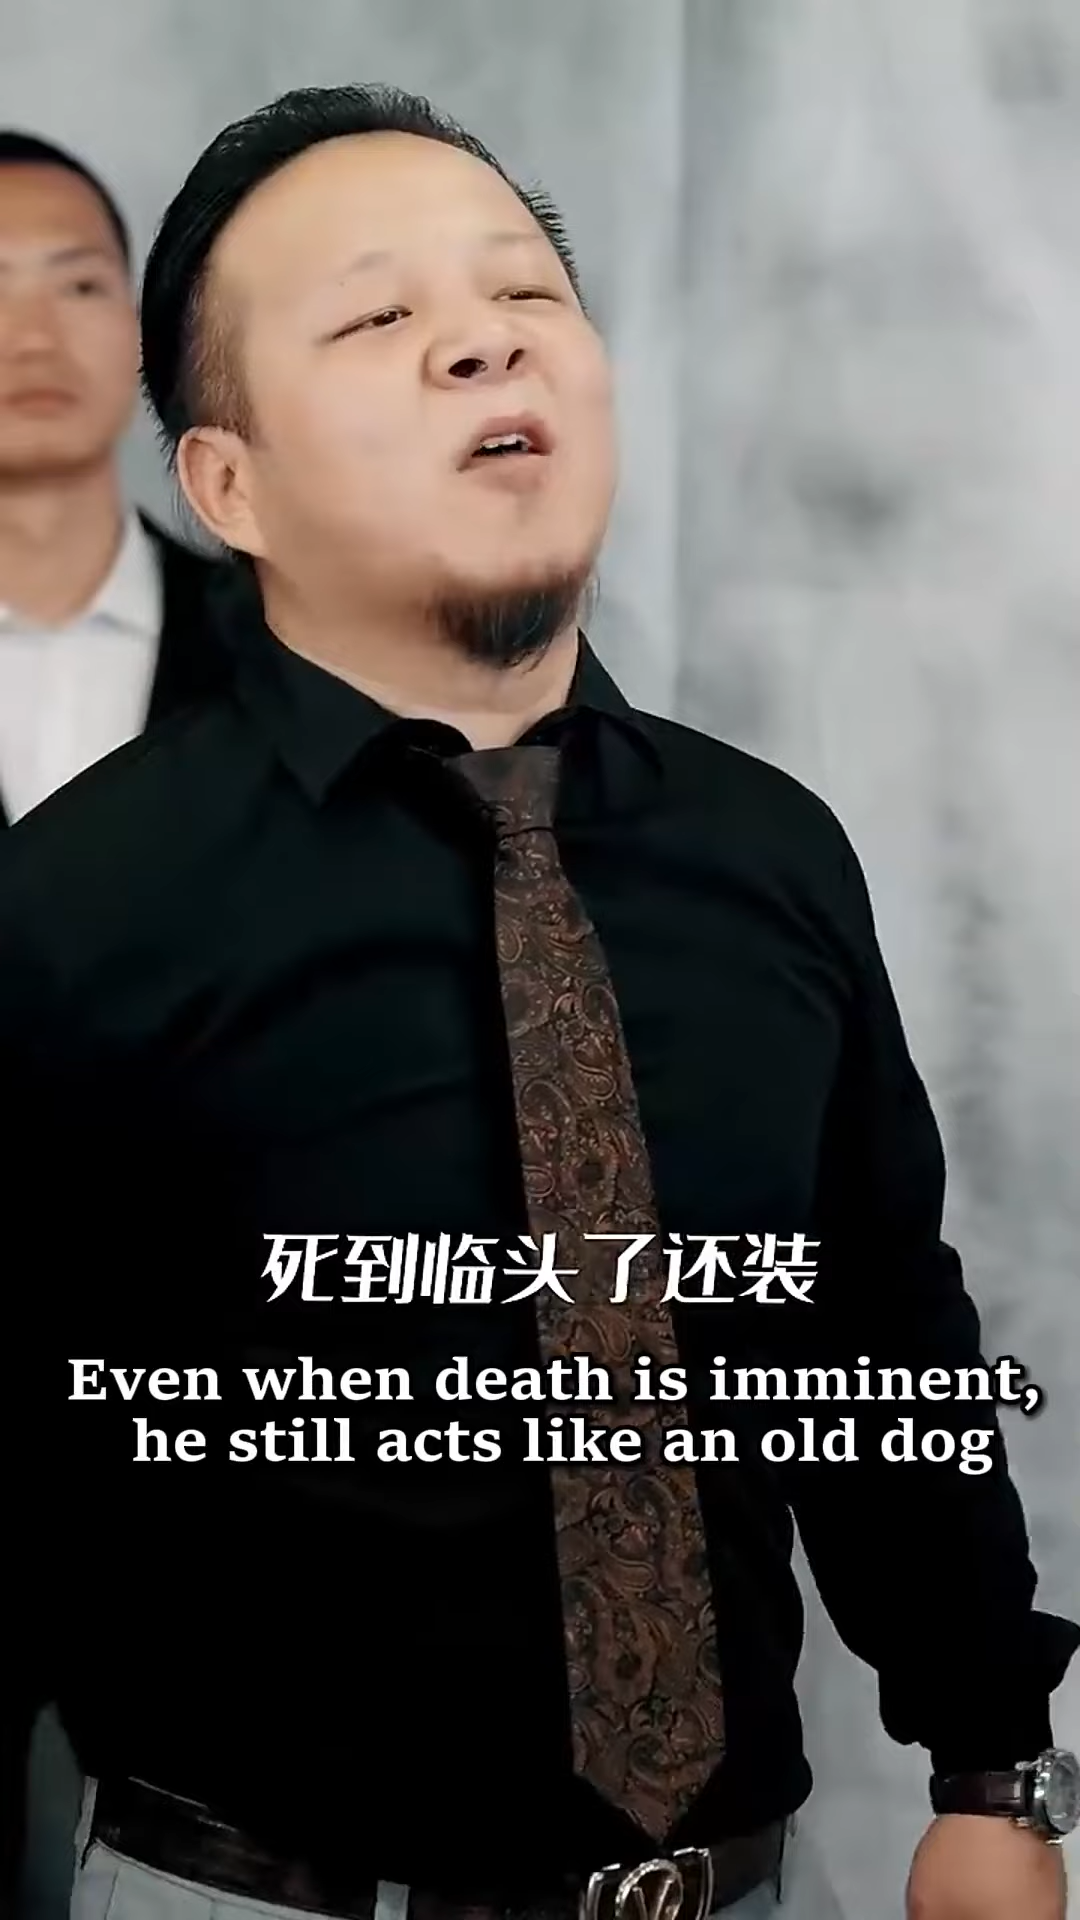 死到临头了还装
Even when death is imminent,
he still acts like an old dog